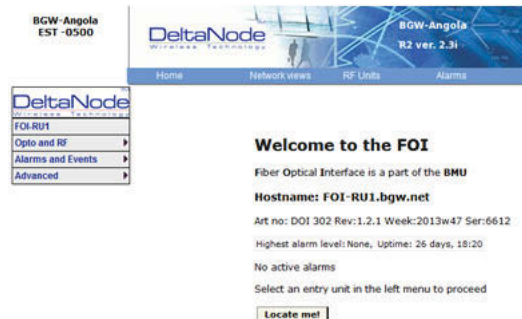 BGW-Angola
EST -0500
DeltaNode
Wireless Technology
BGW-Angola
R2 ver. 2.3i
Home Network views RF Units Alarms
DeltaNode
Wireless Technology
FOI-RU1
Opto and RF
Alarms and Events
Advanced
Welcome to the FOI
Fiber Optical Interface is a part of the BMU
Hostname: FOI-RU1.bgw.net
Art no: DOI 302 Rev:1.2.1 Week:2013w47 Ser:6612
Highest alarm level: None, Uptime: 26 days, 18:20
No active alarms
Select an entry unit in the left menu to proceed
Locate me!